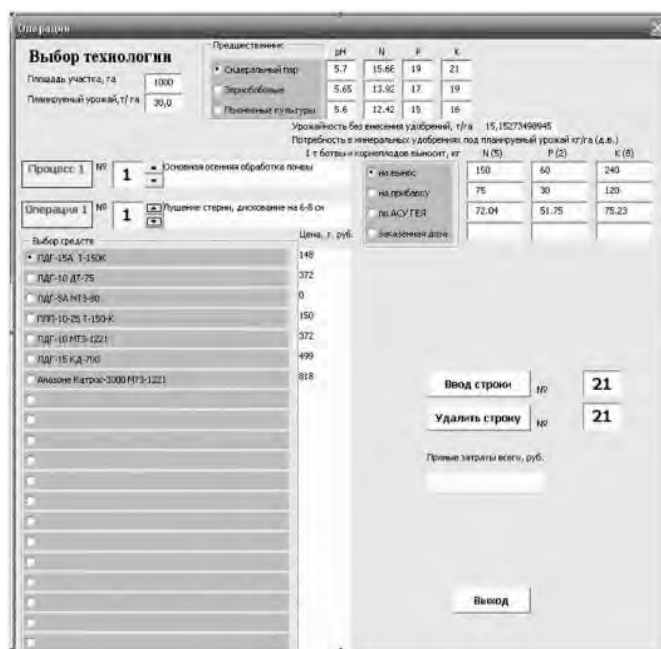 Операция
Выбор технологии
Площадь участка, га 1000
Планируемый урожай, т/га 30,0
Предшественник pH N P K
Сидеральный пар 5.7 15.66 19 21
Зернобобовые 5.65 13.92 17 19
Пожнивные культуры 5.6 12.42 15 16
Урожайность без внесения удобрений, т/га 15,15273498945
Потребность в минеральных удобрениях под планируемый урожай кг/га (д.в.)
1 т ботвы и корнеплодов выносит, кг N (5) P (2) K (8)
на вынос 150 60 240
на прибавку 75 30 120
по АСУ ГЕЯ 72.04 51.75 75.23
Заказанная доза
Процесс 1 № 1 Основная осенняя обработка почвы
Операция 1 № 1 Лущение стерни, дискование на 6-8 см
Выбор средств Цена, т. руб.
ЛДГ-15А Т-150К 148
ЛДГ-10 ДТ-75 372
ЛДГ-5А МТЗ-80 0
ППЛ-10-25 Т-150-К 150
ЛДГ-10 МТЗ-1221 372
ЛДГ-15 К-700 499
Амазоне Катрос-3000 МТЗ-1221 818
Ввод строки № 21
Удалить строку № 21
Прямые затраты всего, руб.
Выход